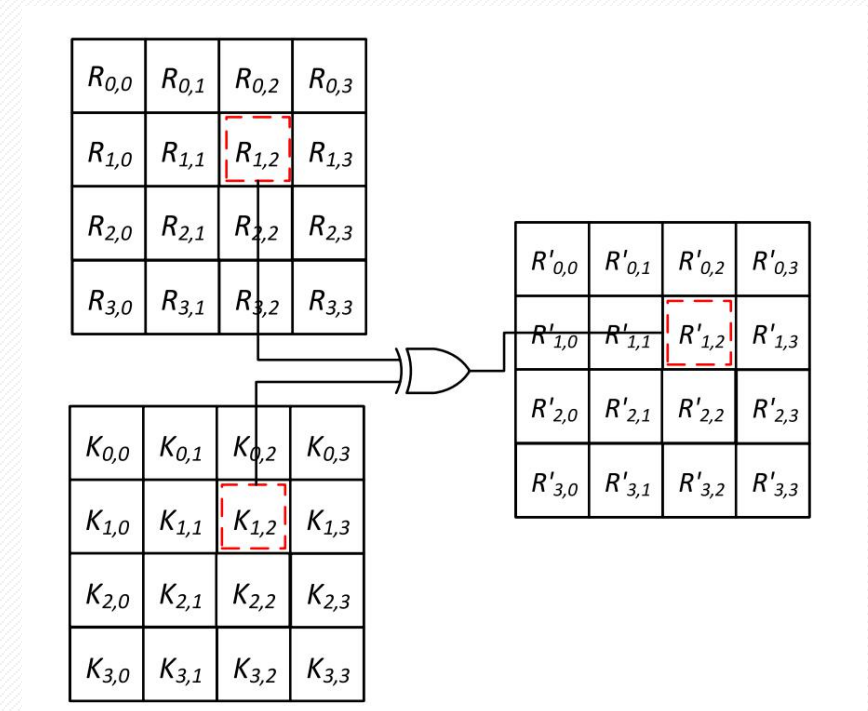 R0,0 R0,1 R0,2 R0,3
R1,0 R1,1 R1,2 R1,3
R2,0 R2,1 R2,2 R2,3
R3,0 R3,1 R3,2 R3,3
R'0,0 R'0,1 R'0,2 R'0,3
R'1,0 R'1,1 R'1,2 R'1,3
R'2,0 R'2,1 R'2,2 R'2,3
R'3,0 R'3,1 R'3,2 R'3,3
K0,0 K0,1 K0,2 K0,3
K1,0 K1,1 K1,2 K1,3
K2,0 K2,1 K2,2 K2,3
K3,0 K3,1 K3,2 K3,3